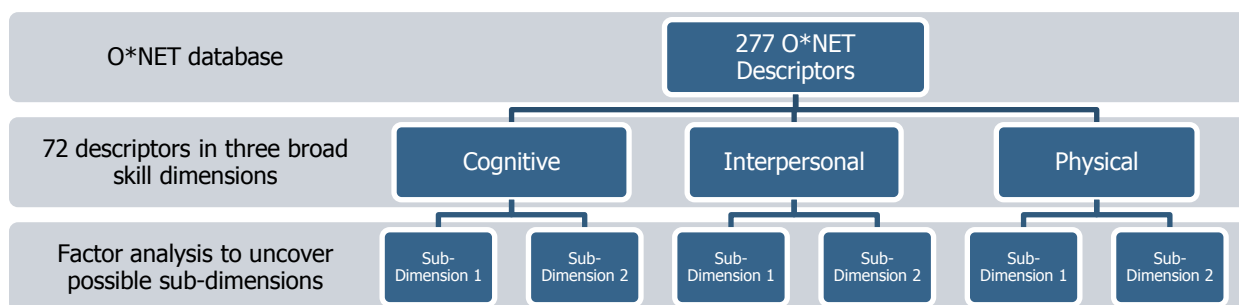 O*NET database
277 O*NET
Descriptors
72 descriptors in three broad
skill dimensions
Cognitive
Interpersonal
Physical
Factor analysis to uncover
possible sub-dimensions
Sub-
Dimension 1
Sub-
Dimension 2
Sub-
Dimension 1
Sub-
Dimension 2
Sub-
Dimension 1
Sub-
Dimension 2